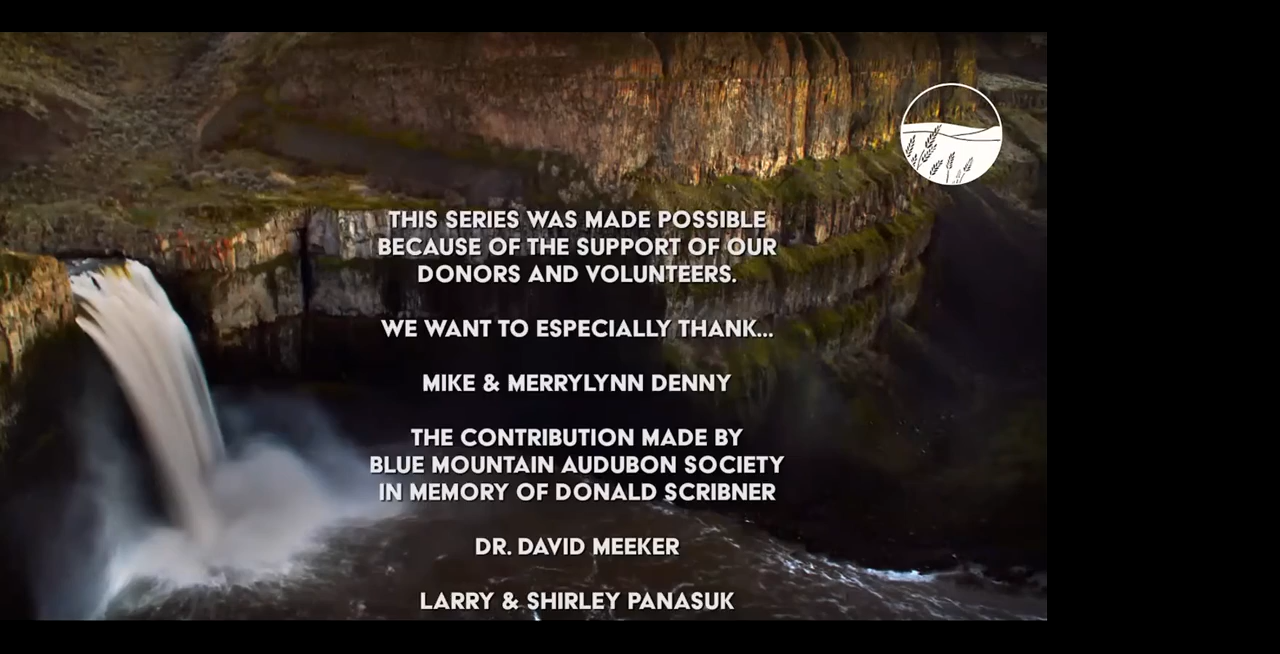 THIS SERIES WAS MADE POSSIBLE
BECAUSE OF THE SUPPORT OF OUR
DONORS AND VOLUNTEERS.
WE WANT TO ESPECIALLY THANK...
MIKE & MERRYLYNN DENNY
THE CONTRIBUTION MADE BY
BLUE MOUNTAIN AUDUBON SOCIETY
IN MEMORY OF DONALD SCRIBNER
DR. DAVID MEEKER
LARRY & SHIRLEY PANASUK